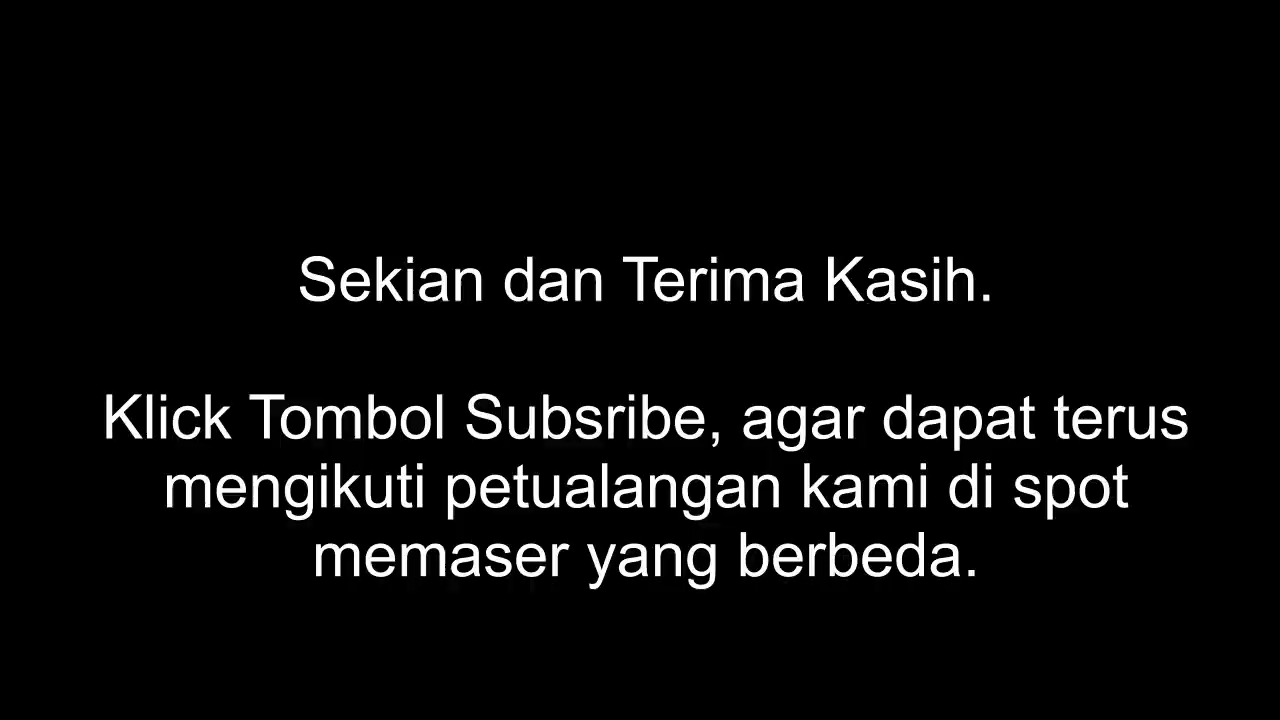 Sekian dan Terima Kasih.
Klick Tombol Subsribe, agar dapat terus
mengikuti petualangan kami di spot
memaser yang berbeda.